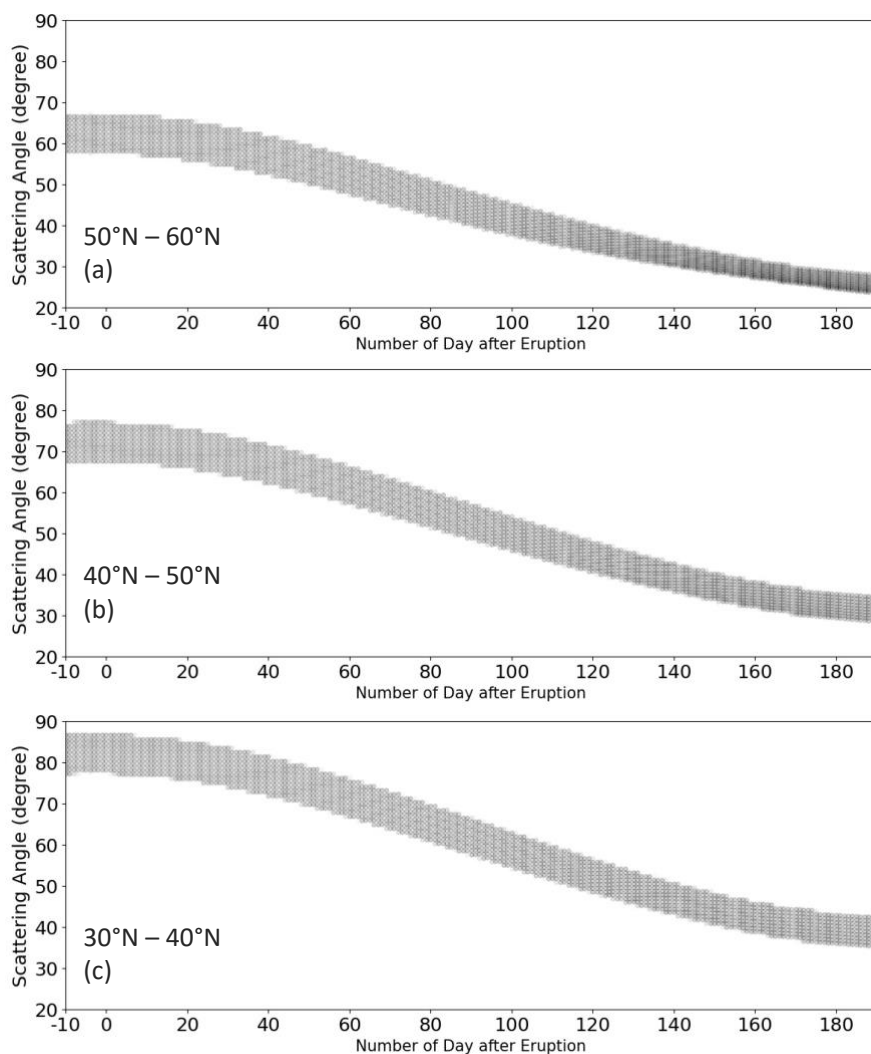 90
80
70
60
50
40
30
20
Scattering Angle (degree)
50°N – 60°N
(a)
-10 0 20 40 60 80 100 120 140 160 180
Number of Day after Eruption
90
80
70
60
50
40
30
20
Scattering Angle (degree)
40°N – 50°N
(b)
-10 0 20 40 60 80 100 120 140 160 180
Number of Day after Eruption
90
80
70
60
50
40
30
20
Scattering Angle (degree)
30°N – 40°N
(c)
-10 0 20 40 60 80 100 120 140 160 180
Number of Day after Eruption